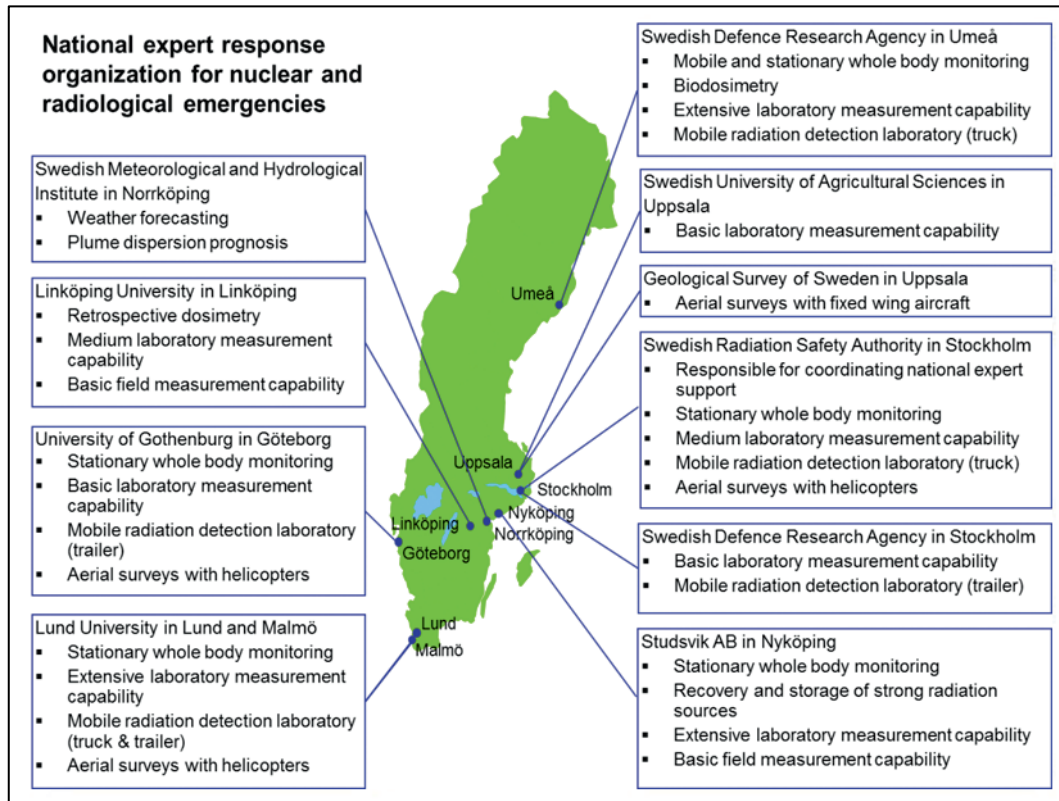 National expert response
organization for nuclear and
radiological emergencies
Swedish Meteorological and Hydrological
Institute in Norrköping
▪ Weather forecasting
▪ Plume dispersion prognosis
Linköping University in Linköping
▪ Retrospective dosimetry
▪ Medium laboratory measurement
capability
▪ Basic field measurement capability
University of Gothenburg in Göteborg
▪ Stationary whole body monitoring
▪ Basic laboratory measurement
capability
▪ Mobile radiation detection laboratory
(trailer)
▪ Aerial surveys with helicopters
Lund University in Lund and Malmö
▪ Stationary whole body monitoring
▪ Extensive laboratory measurement
capability
▪ Mobile radiation detection laboratory
(truck & trailer)
▪ Aerial surveys with helicopters
Umeå
Uppsala
Stockholm
Nyköping
Linköping
Norrköping
Göteborg
Lund
Malmö
Swedish Defence Research Agency in Umeå
▪ Mobile and stationary whole body monitoring
▪ Biodosimetry
▪ Extensive laboratory measurement capability
▪ Mobile radiation detection laboratory (truck)
Swedish University of Agricultural Sciences in
Uppsala
▪ Basic laboratory measurement capability
Geological Survey of Sweden in Uppsala
▪ Aerial surveys with fixed wing aircraft
Swedish Radiation Safety Authority in Stockholm
▪ Responsible for coordinating national expert
support
▪ Stationary whole body monitoring
▪ Medium laboratory measurement capability
▪ Mobile radiation detection laboratory (truck)
▪ Aerial surveys with helicopters
Swedish Defence Research Agency in Stockholm
▪ Basic laboratory measurement capability
▪ Mobile radiation detection laboratory (trailer)
Studsvik AB in Nyköping
▪ Stationary whole body monitoring
▪ Recovery and storage of strong radiation
sources
▪ Extensive laboratory measurement capability
▪ Basic field measurement capability